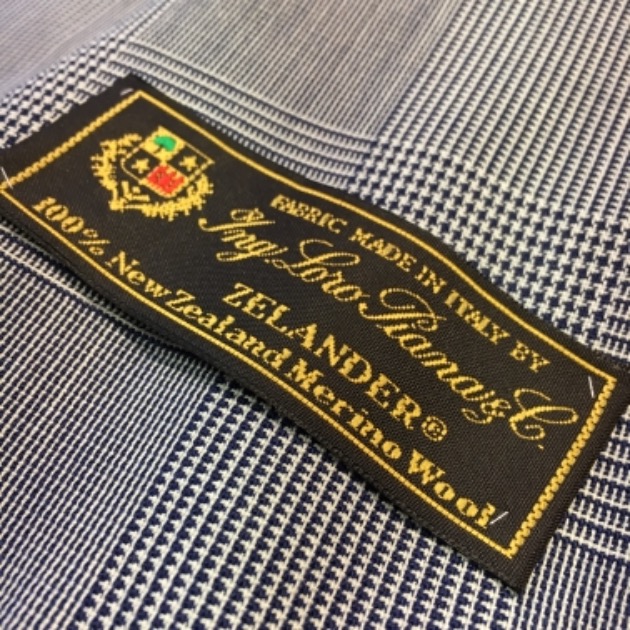 FABRIC MADE IN ITALY BY
Ing. Loro Piana & C.
ZELANDER®
100% New Zealand Merino Wool